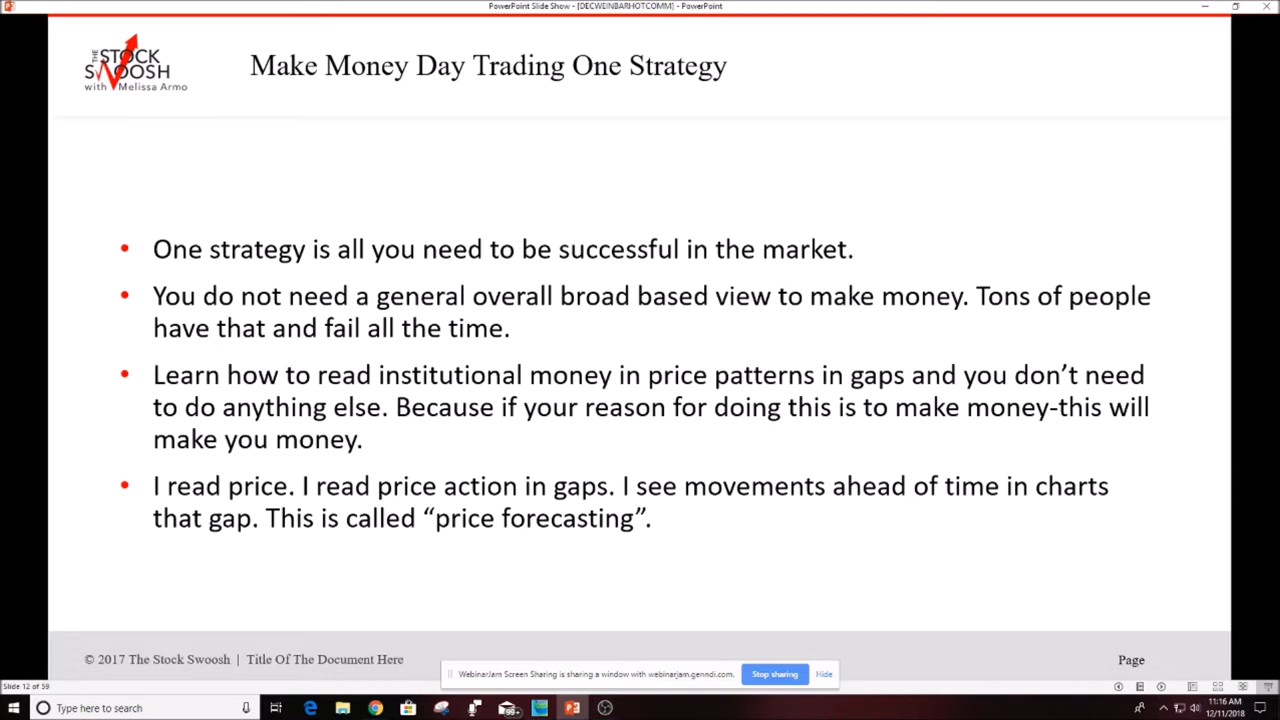 PowerPoint Slide Show - [DECWEINBARHOTCOMM] - PowerPoint
THE
STOCK
SWOOSH
with Melissa Armo
Make Money Day Trading One Strategy
• One strategy is all you need to be successful in the market.
• You do not need a general overall broad based view to make money. Tons of people
have that and fail all the time.
• Learn how to read institutional money in price patterns in gaps and you don't need
to do anything else. Because if your reason for doing this is to make money-this will
make you money.
• I read price. I read price action in gaps. I see movements ahead of time in charts
that gap. This is called “price forecasting”.
© 2017 The Stock Swoosh | Title Of The Document Here
Page
WebinarJam Screen Sharing is sharing a window with webinarjam.genndi.com.
Stop sharing
Hide
Slide 12 of 59
Type here to search
99+
11:16 AM
12/11/2018